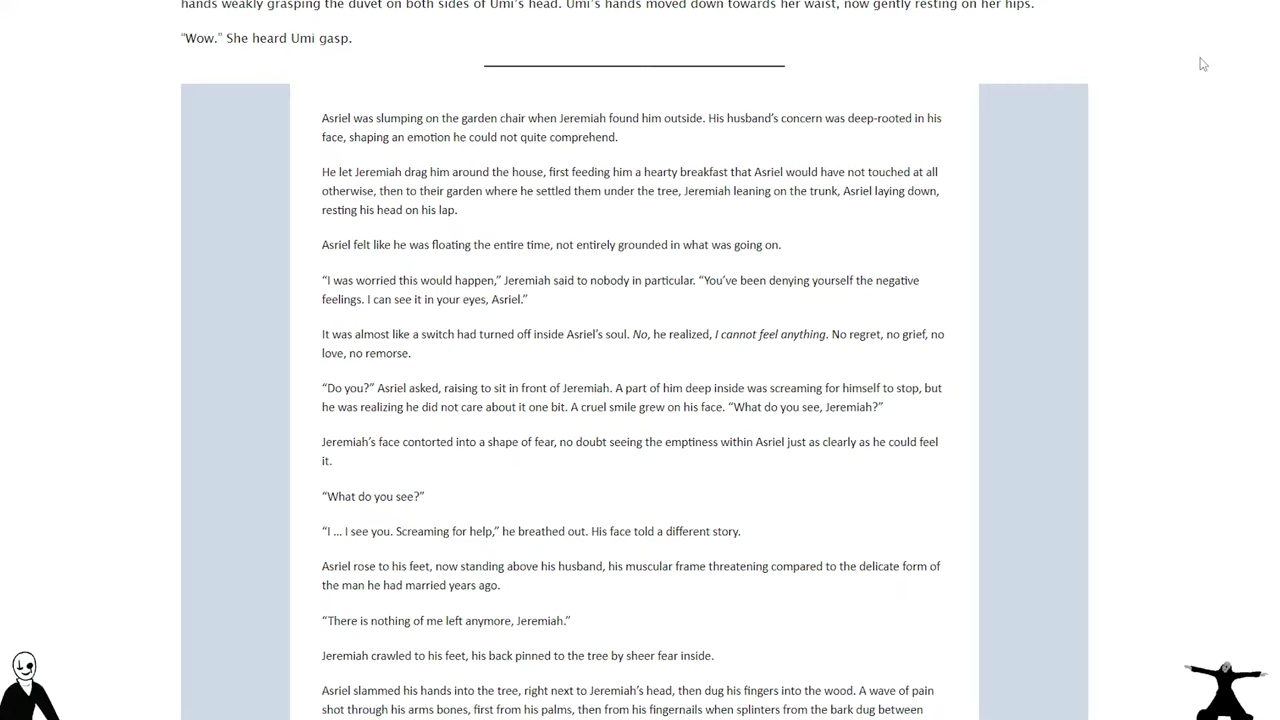 hands weakly grasping the duvet on both sides of Umi's head. Umi's hands moved down towards her waist, now gently resting on her hips.
"Wow." She heard Umi gasp.
Asriel was slumping on the garden chair when Jeremiah found him outside. His husband's concern was deep-rooted in his
face, shaping an emotion he could not quite comprehend.
He let Jeremiah drag him around the house, first feeding him a hearty breakfast that Asriel would have not touched at all
otherwise, then to their garden where he settled them under the tree, Jeremiah leaning on the trunk, Asriel laying down,
resting his head on his lap.
Asriel felt like he was floating the entire time, not entirely grounded in what was going on.
“I was worried this would happen,” Jeremiah said to nobody in particular. “You’ve been denying yourself the negative
feelings. I can see it in your eyes, Asriel.”
It was almost like a switch had turned off inside Asriel’s soul. No, he realized, I cannot feel anything. No regret, no grief, no
love, no remorse.
“Do you?” Asriel asked, raising to sit in front of Jeremiah. A part of him deep inside was screaming for himself to stop, but
he was realizing he did not care about it one bit. A cruel smile grew on his face. “What do you see, Jeremiah?”
Jeremiah’s face contorted into a shape of fear, no doubt seeing the emptiness within Asriel just as clearly as he could feel
it.
“What do you see?”
“I … I see you. Screaming for help,” he breathed out. His face told a different story.
Asriel rose to his feet, now standing above his husband, his muscular frame threatening compared to the delicate form of
the man he had married years ago.
“There is nothing of me left anymore, Jeremiah.”
Jeremiah crawled to his feet, his back pinned to the tree by sheer fear inside.
Asriel slammed his hands into the tree, right next to Jeremiah’s head, then dug his fingers into the wood. A wave of pain
shot through his arms bones, first from his palms, then from his fingernails when splinters from the bark dug between